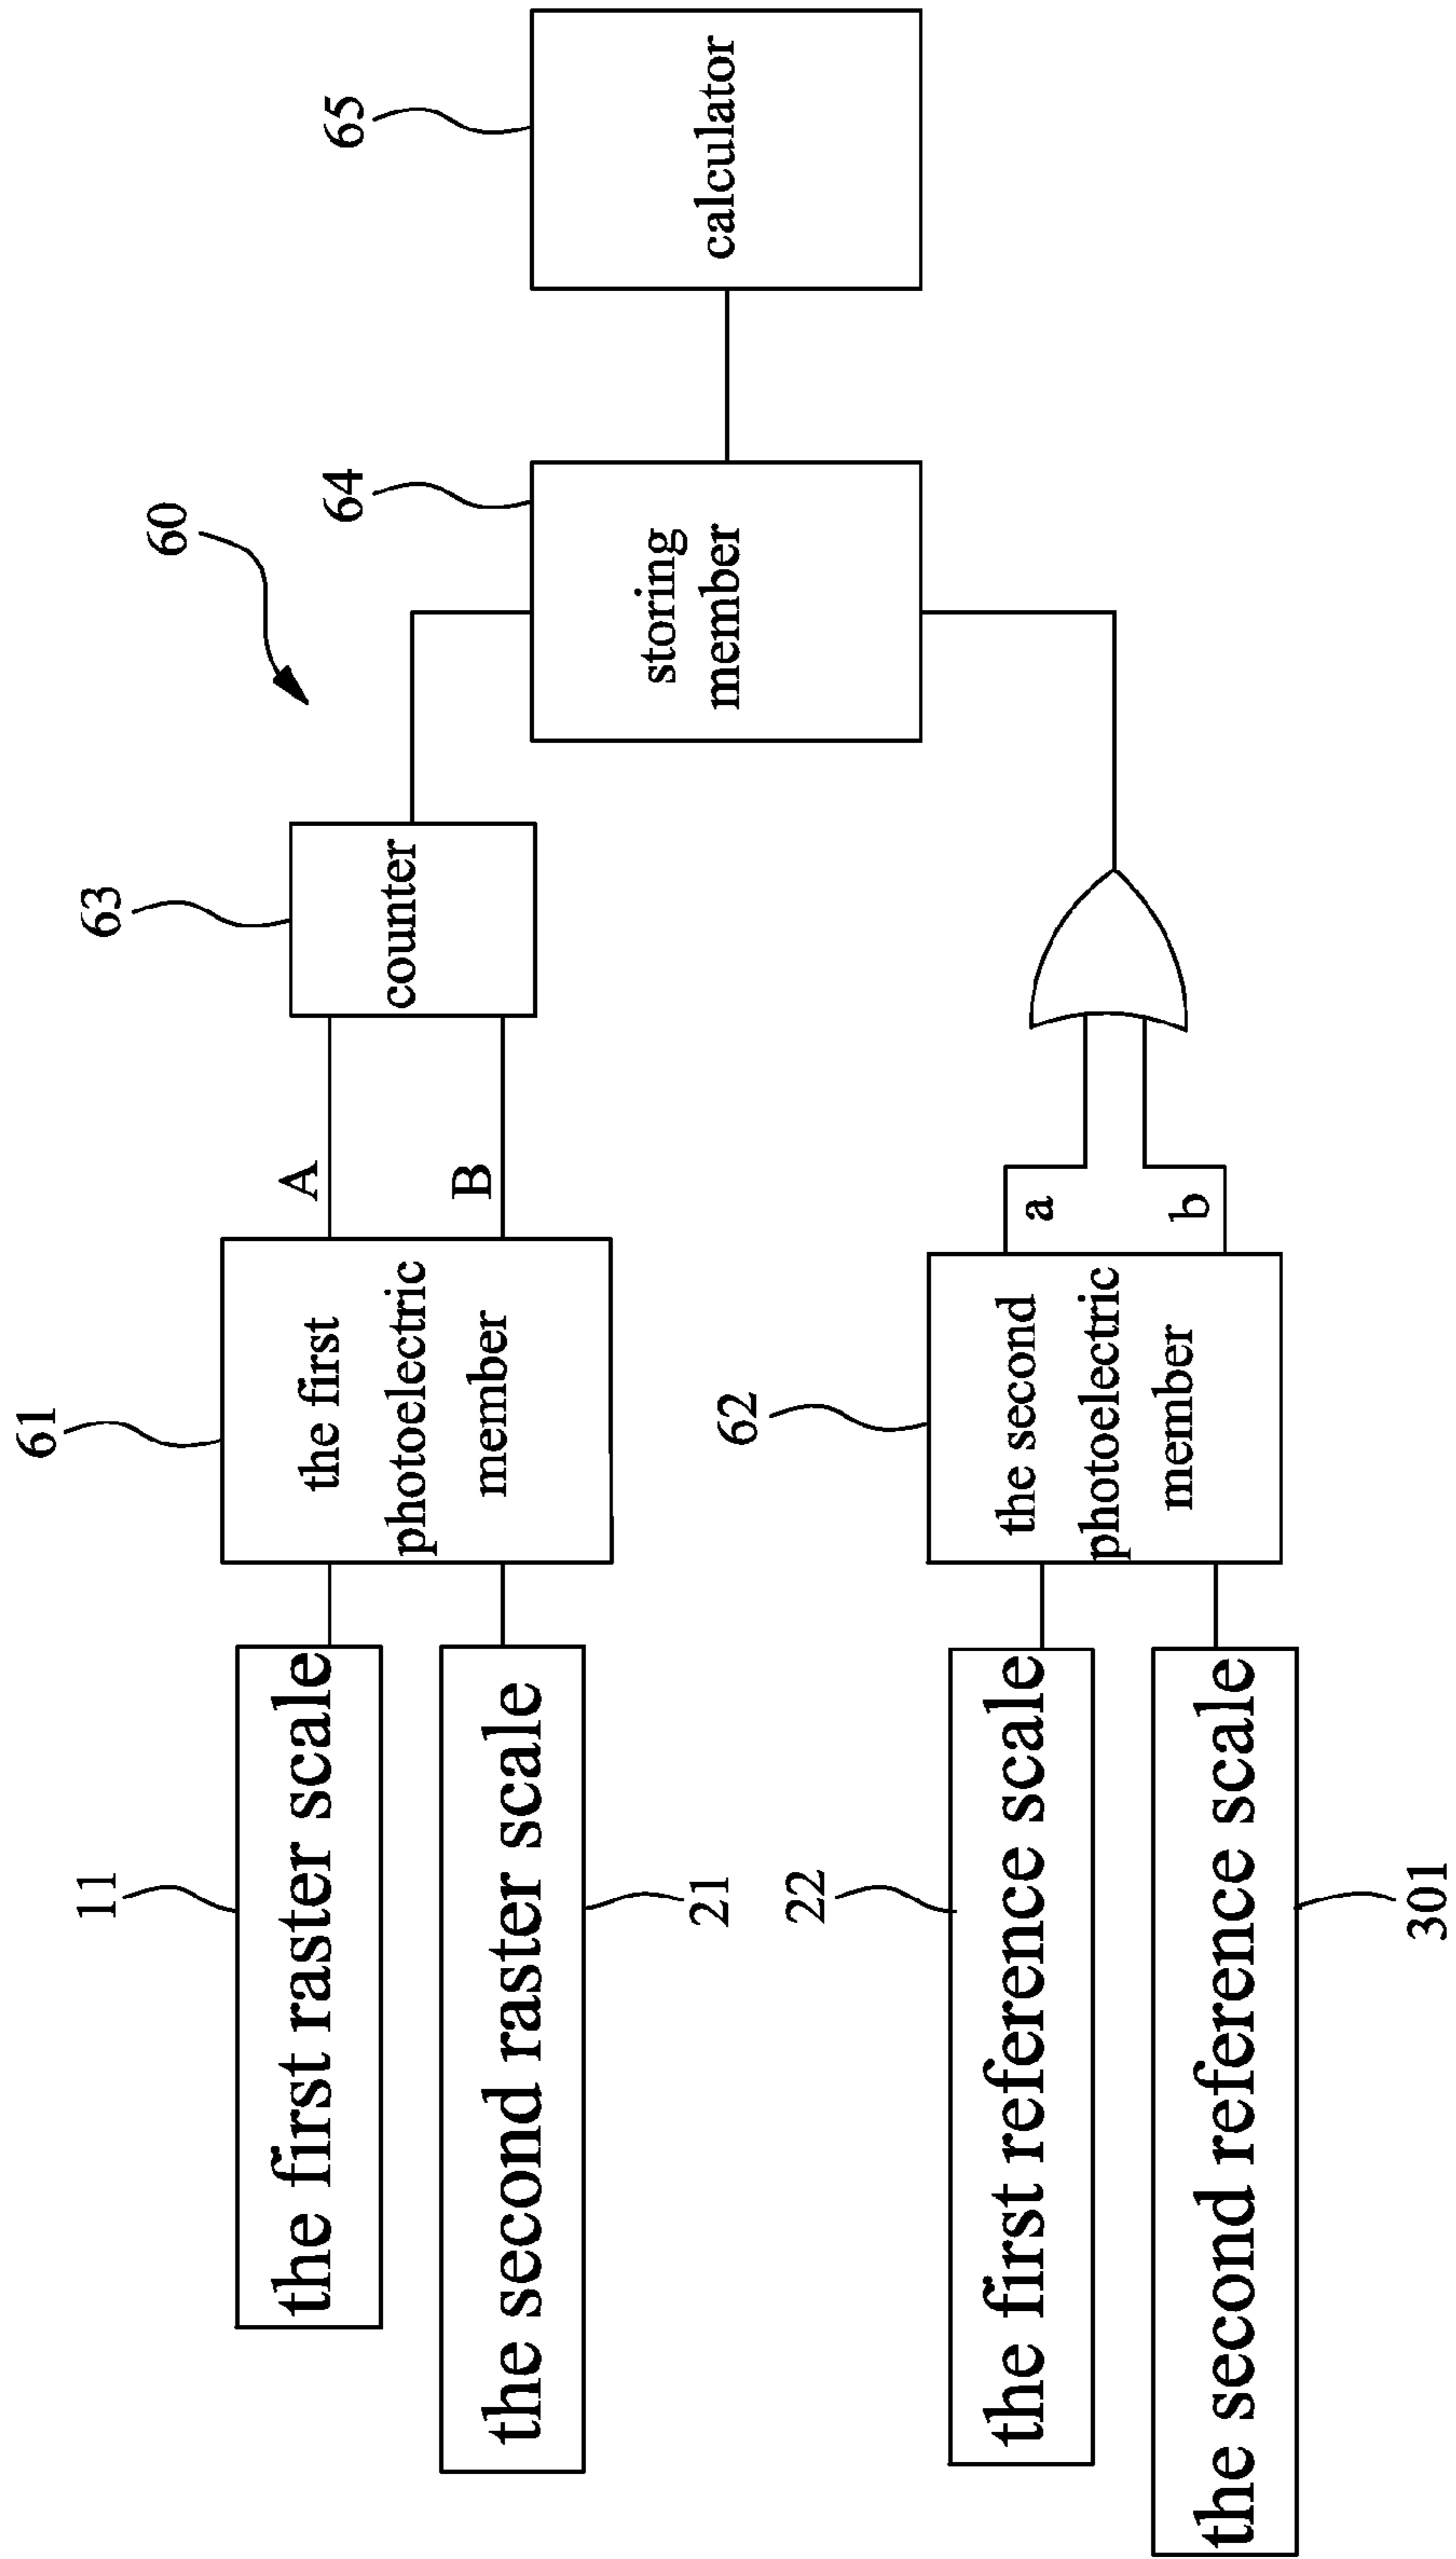 60
11
the first raster scale
61
the first
photoelectric
member
A
B
63
counter
64
storing
member
65
calculator
the second raster scale
21
22
the first reference scale
62
the second
photoelectric
member
a
b
the second reference scale
301